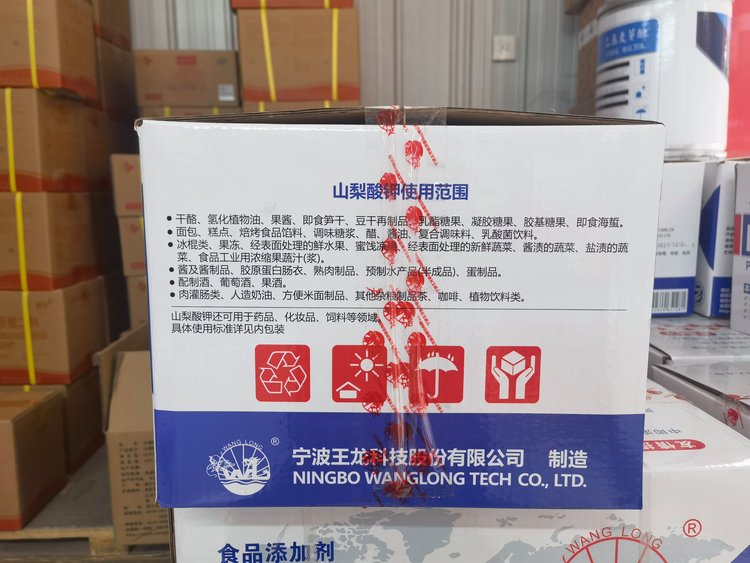 乙基麦芽酚
ETHYL MALTOL
山梨酸钾使用范围
● 干酪、氢化植物油、果酱、即食笋干、豆干再制品、乳脂糖果、凝胶糖果、胶基糖果、即食海蜇。
● 面包、糕点、焙烤食品馅料、调味糖浆、醋、酱油、复合调味料、乳酸菌饮料。
● 冰棍类、果冻、经表面处理的鲜水果、蜜饯凉果、经表面处理的新鲜蔬菜、酱渍的蔬菜、盐渍的蔬
菜、食品工业用浓缩果蔬汁(浆)。
● 酱及酱制品、胶原蛋白肠衣、熟肉制品、预制水产品(半成品)、蛋制品。
● 配制酒、葡萄酒、果酒。
● 肉灌肠类、人造奶油、方便米面制品、其他杂粮制品茶、咖啡、植物饮料类。
山梨酸钾还可用于药品、化妆品、饲料等领域。
具体使用标准详见内包装
WANG LONG ®
宁波王龙科技股份有限公司 制造
NINGBO WANGLONG TECH CO., LTD.
食品添加剂
WANG LONG ®